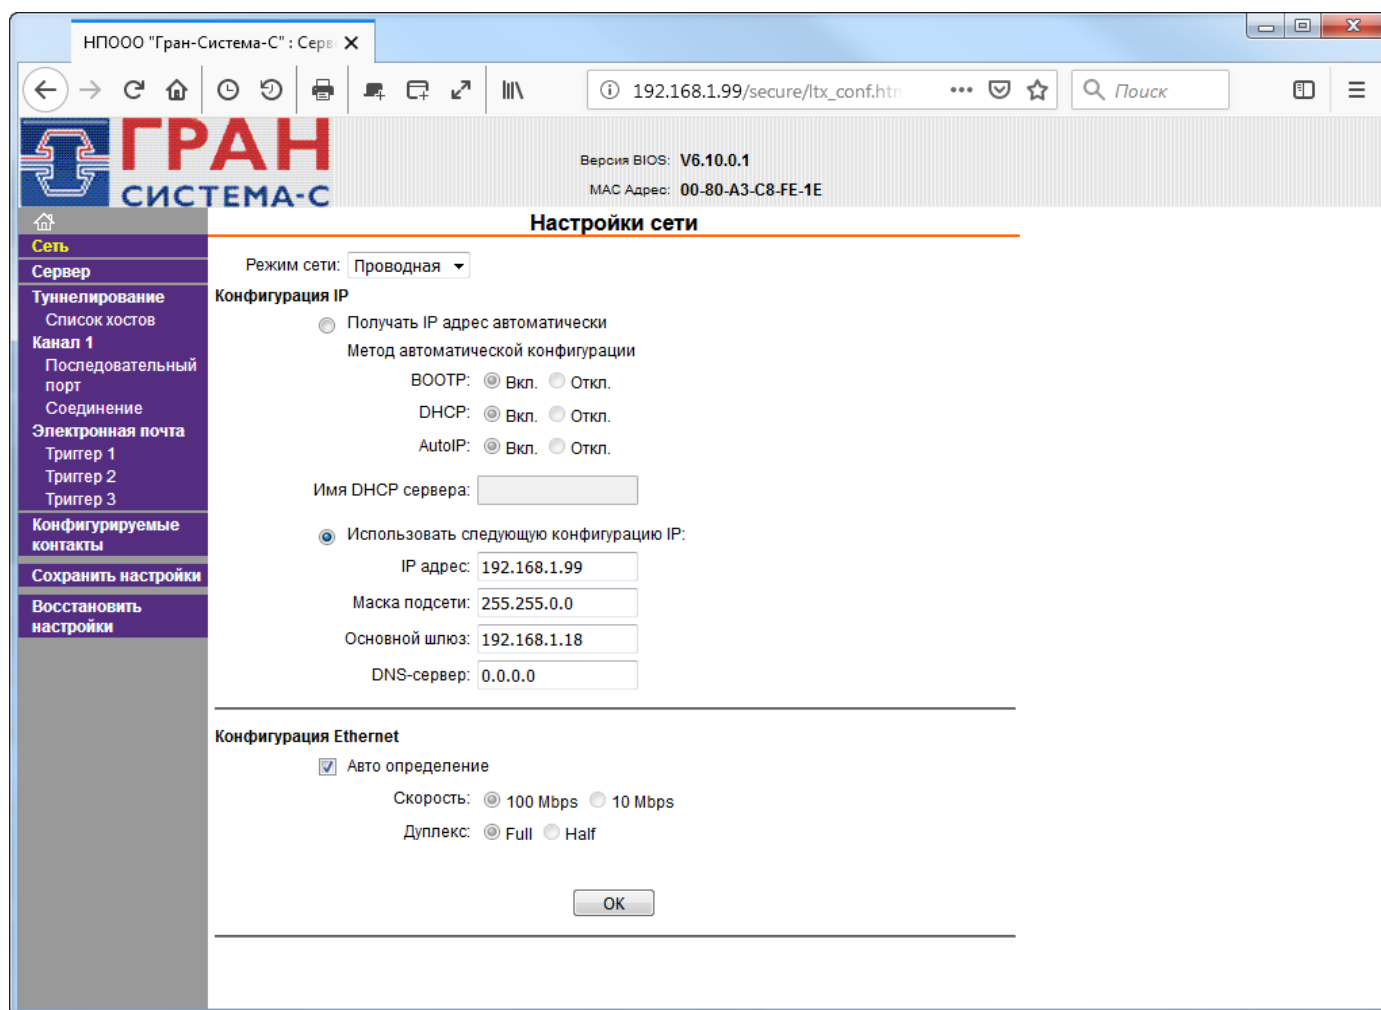 НПООО "Гран-Система-С" : Серв
192.168.1.99/secure/ltx_conf.htm
Поиск
ГРАН
СИСТЕМА-С
Версия BIOS: V6.10.0.1
MAC Адрес: 00-80-A3-C8-FE-1E
Настройки сети
Сеть
Сервер
Туннелирование
Список хостов
Канал 1
Последовательный
порт
Соединение
Электронная почта
Триггер 1
Триггер 2
Триггер 3
Конфигурируемые
контакты
Сохранить настройки
Восстановить
настройки
Режим сети: Проводная
Конфигурация IP
Получать IP адрес автоматически
Метод автоматической конфигурации
BOOTP: Вкл. Откл.
DHCP: Вкл. Откл.
AutoIP: Вкл. Откл.
Имя DHCP сервера:
Использовать следующую конфигурацию IP:
IP адрес: 192.168.1.99
Маска подсети: 255.255.0.0
Основной шлюз: 192.168.1.18
DNS-сервер: 0.0.0.0
Конфигурация Ethernet
Авто определение
Скорость: 100 Mbps 10 Mbps
Дуплекс: Full Half
OK